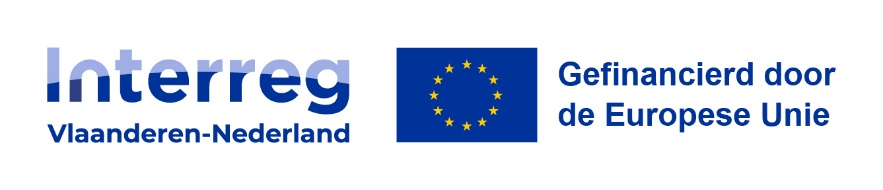 Interreg
Vlaanderen-Nederland
Gefinancierd door
de Europese Unie